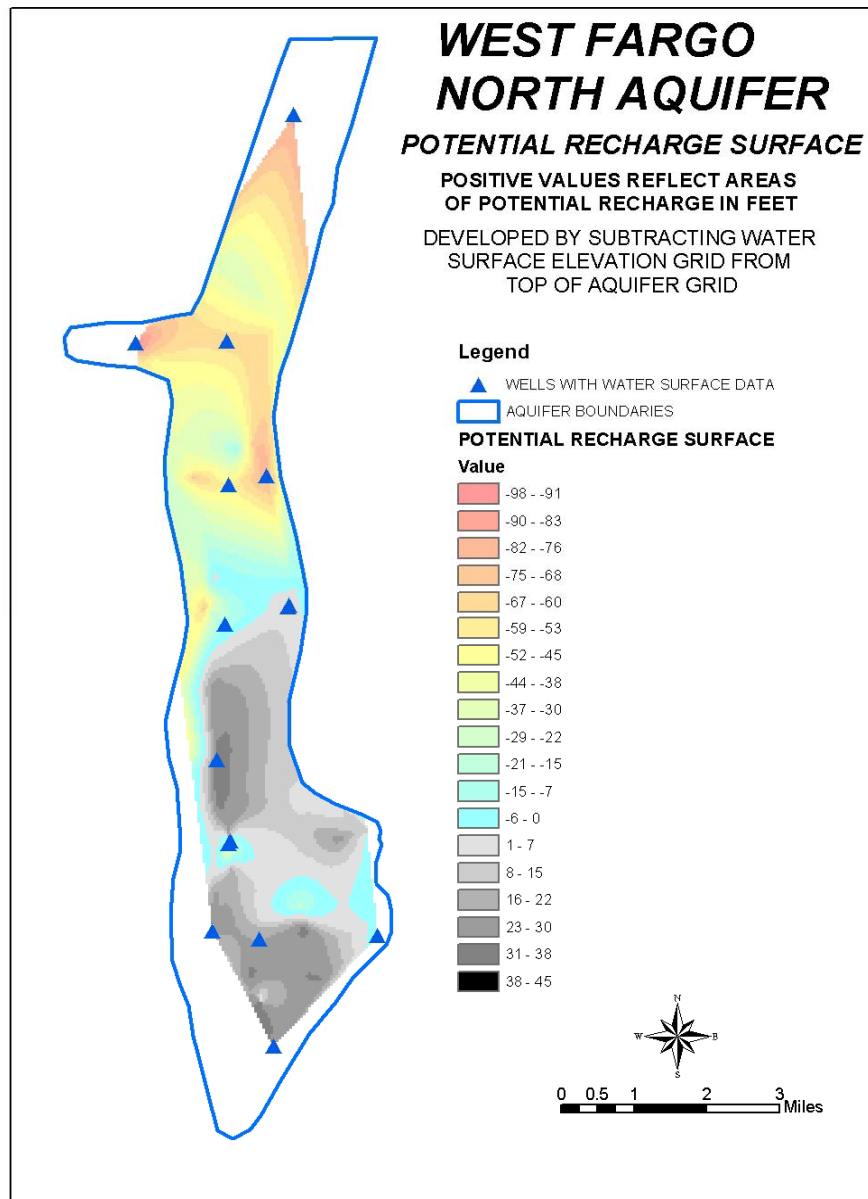 WEST FARGO
NORTH AQUIFER
POTENTIAL RECHARGE SURFACE
POSITIVE VALUES REFLECT AREAS
OF POTENTIAL RECHARGE IN FEET
DEVELOPED BY SUBTRACTING WATER
SURFACE ELEVATION GRID FROM
TOP OF AQUIFER GRID
Legend
WELLS WITH WATER SURFACE DATA
AQUIFER BOUNDARIES
POTENTIAL RECHARGE SURFACE
Value
-98 - -91
-90 - -83
-82 - -76
-75 - -68
-67 - -60
-59 - -53
-52 - -45
-44 - -38
-37 - -30
-29 - -22
-21 - -15
-15 - -7
-6 - 0
1 - 7
8 - 15
16 - 22
23 - 30
31 - 38
38 - 45
N
W E
S
0 0.5 1 2 3
Miles